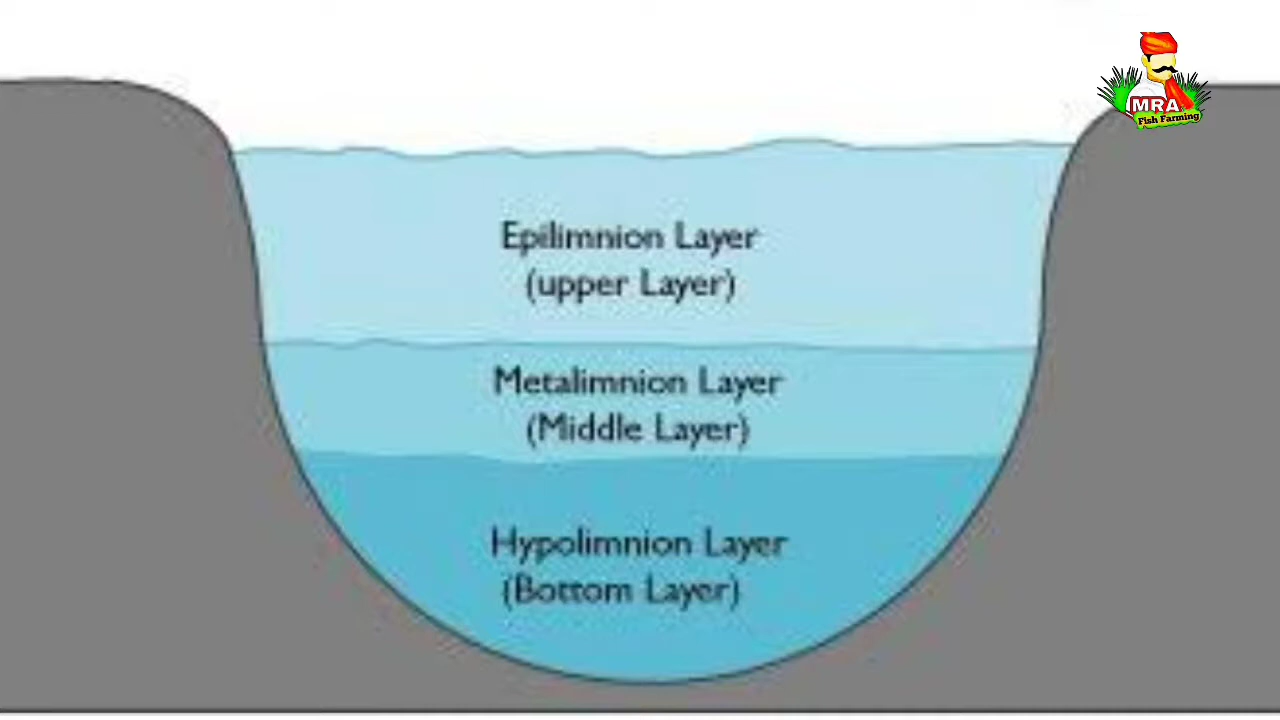 MRA
Fish Farming
Epilimnion Layer
(upper Layer)
Metalimnion Layer
(Middle Layer)
Hypolimnion Layer
(Bottom Layer)